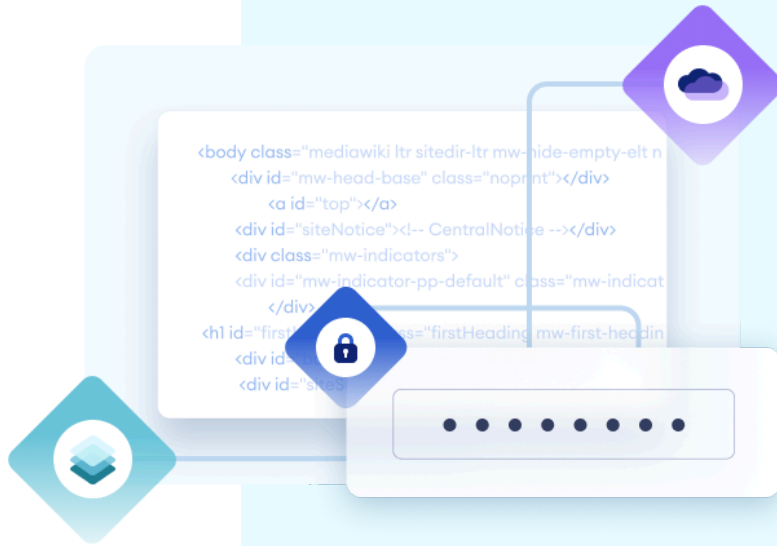 <body class="mediawiki ltr sitedir-ltr mw-hide-empty-elt n
<div id="mw-head-base" class="noprint"></div>
<a id="top"></a>
<div id="siteNotice"><!-- CentralNotice --></div>
<div class="mw-indicators">
<div id="mw-indicator-pp-default" class="mw-indicat
</div>
<h1 id="first ss="firstHeading mw-first-headin
<div id=
<div id="siteS